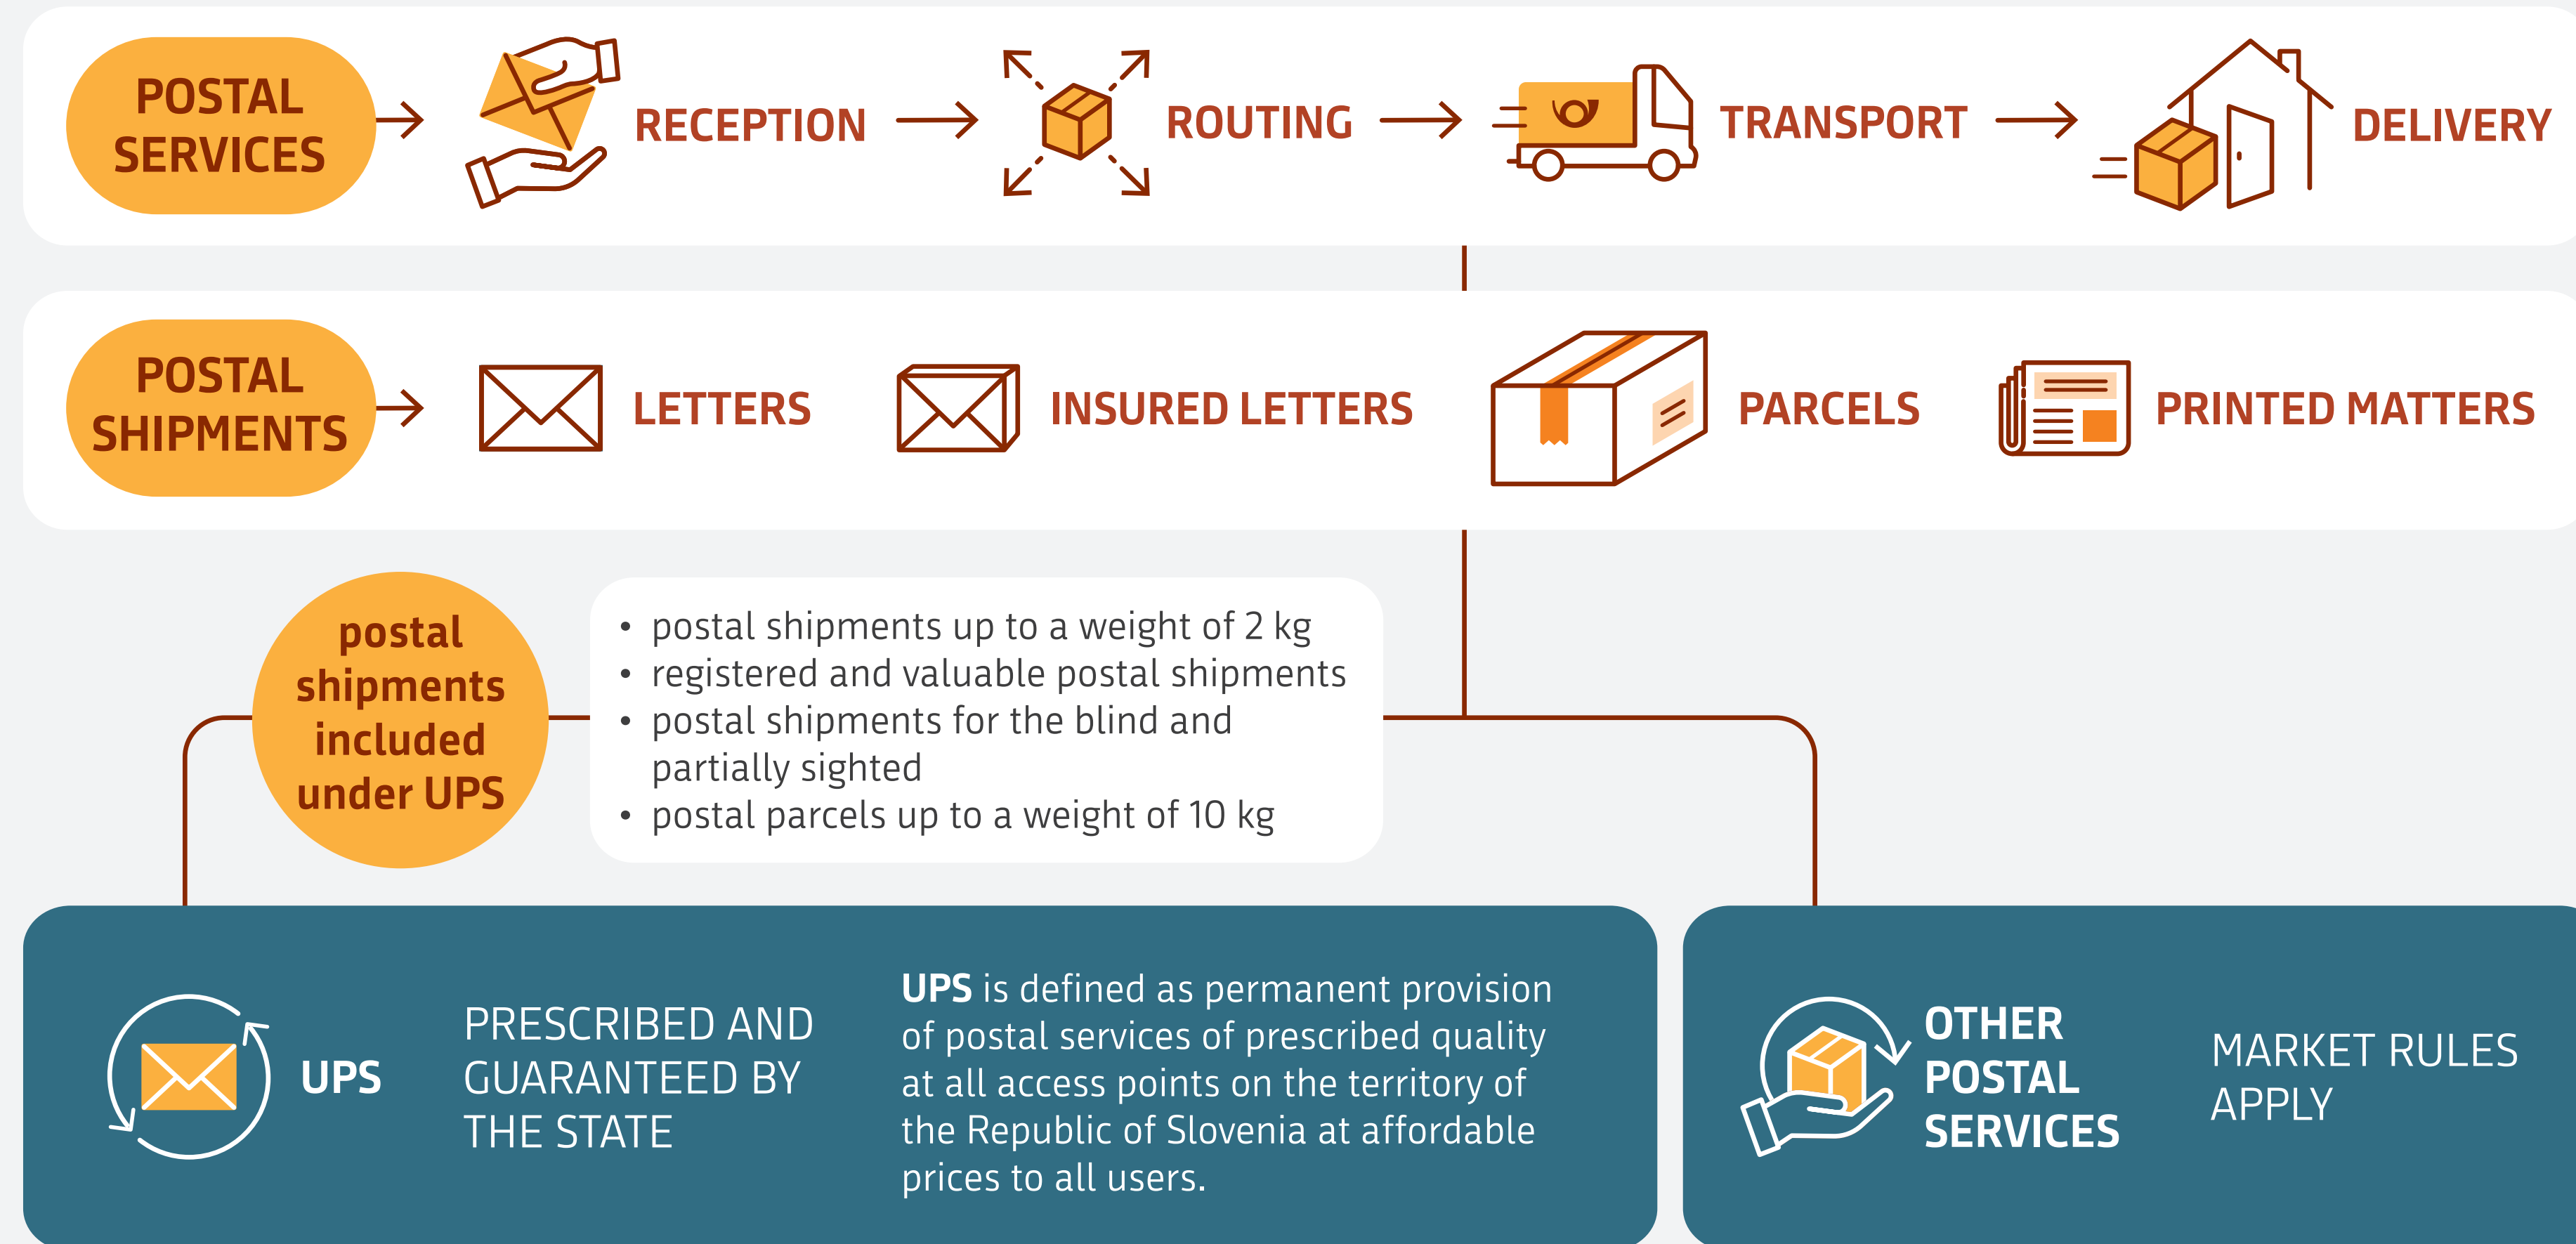 POSTAL
SERVICES
RECEPTION
ROUTING
TRANSPORT
DELIVERY
POSTAL
SHIPMENTS
LETTERS
INSURED LETTERS
PARCELS
PRINTED MATTERS
postal
shipments
included
under UPS
• postal shipments up to a weight of 2 kg
• registered and valuable postal shipments
• postal shipments for the blind and
partially sighted
• postal parcels up to a weight of 10 kg
UPS
PRESCRIBED AND
GUARANTEED BY
THE STATE
UPS is defined as permanent provision
of postal services of prescribed quality
at all access points on the territory of
the Republic of Slovenia at affordable
prices to all users.
OTHER
POSTAL
SERVICES
MARKET RULES
APPLY